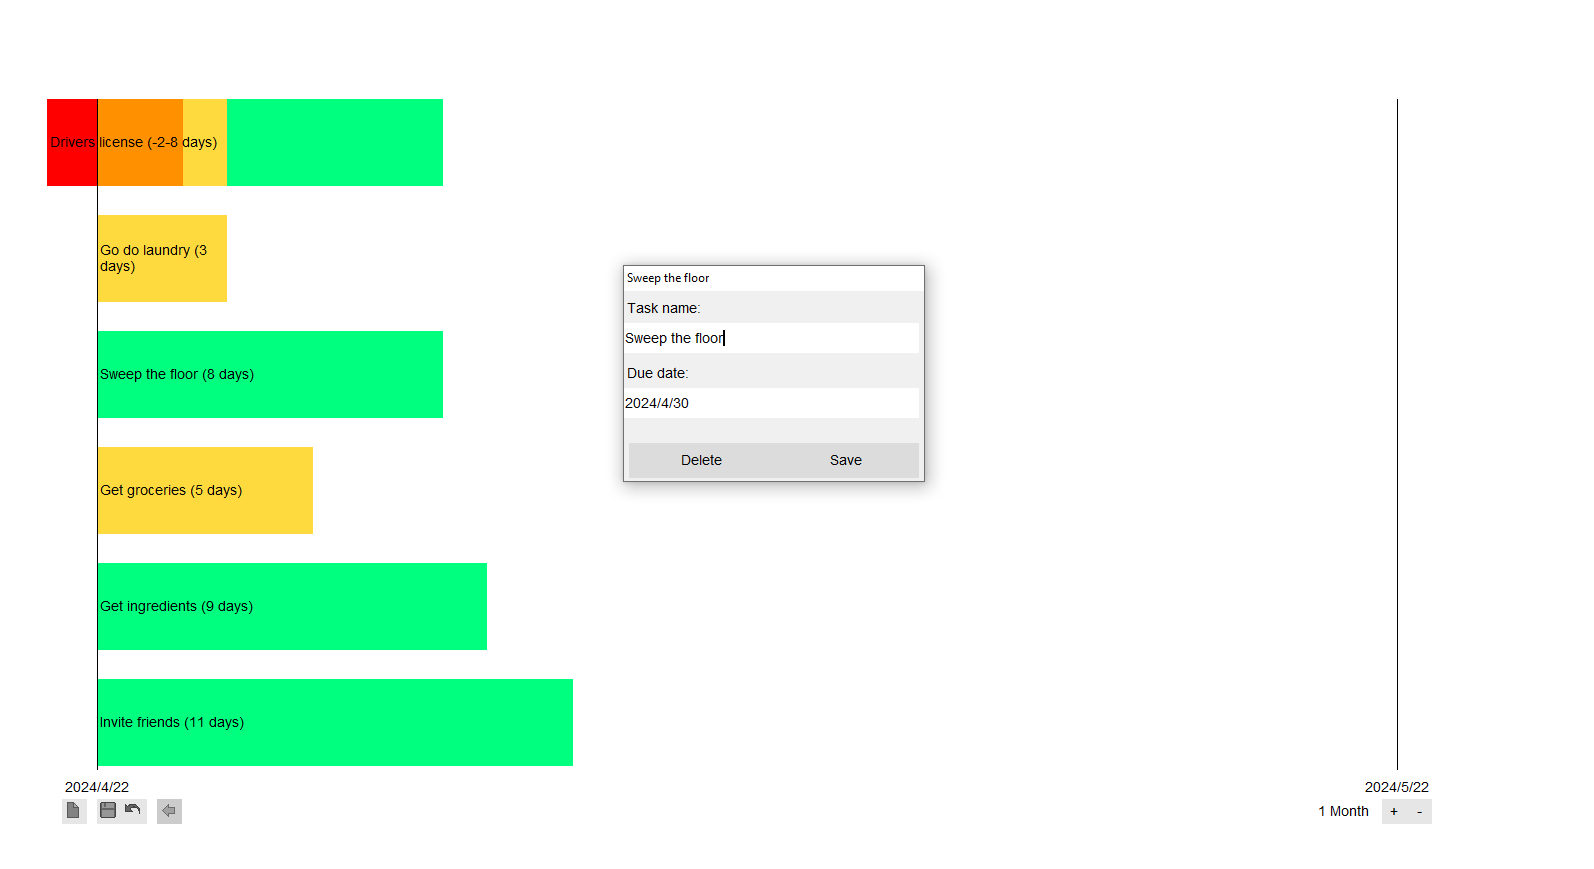 Drivers license (-2-8 days)
Go do laundry (3
days)
Sweep the floor (8 days)
Get groceries (5 days)
Get ingredients (9 days)
Invite friends (11 days)
Sweep the floor
Task name:
Sweep the floor
Due date:
2024/4/30
Delete Save
2024/4/22 2024/5/22
1 Month + -